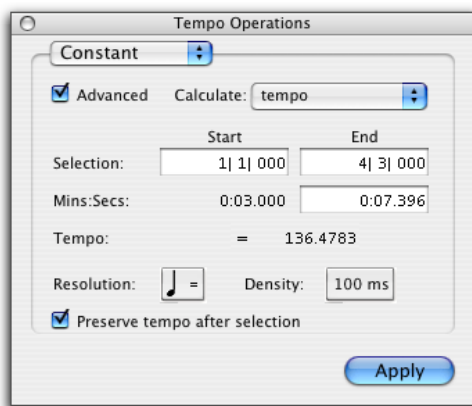 Tempo Operations
Constant
Advanced Calculate: tempo
Start End
Selection: 1| 1| 000 4| 3| 000
Mins:Secs: 0:03.000 0:07.396
Tempo: = 136.4783
Resolution: ♩ = Density: 100 ms
Preserve tempo after selection
Apply